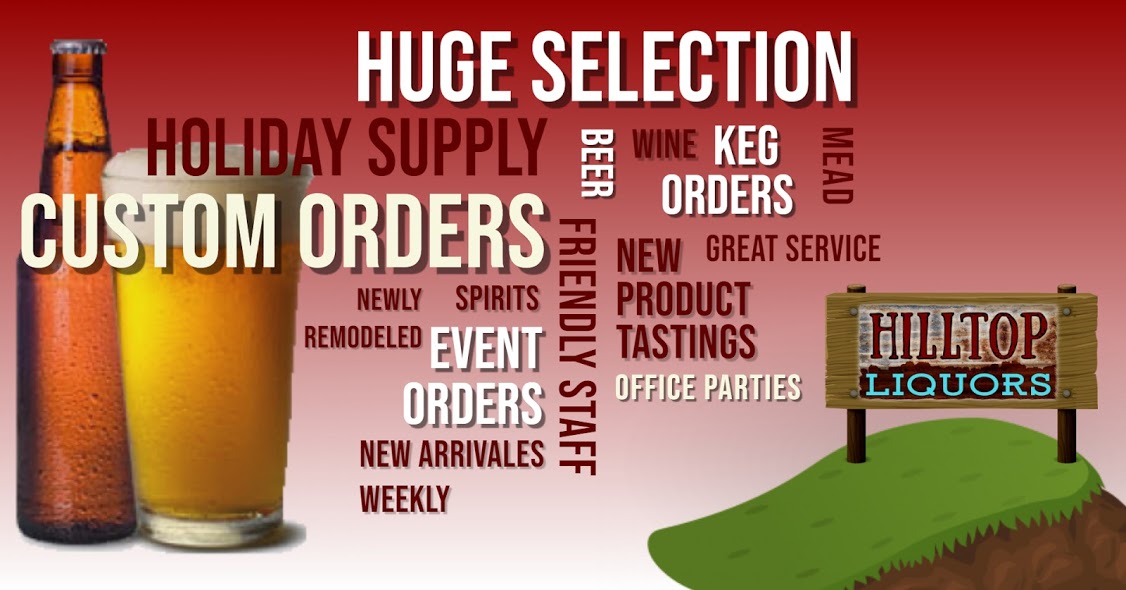 HUGE SELECTION
HOLIDAY SUPPLY
CUSTOM ORDERS
BEER
WINE
KEG
ORDERS
MEAD
FRIENDLY STAFF
NEW
PRODUCT
TASTINGS
GREAT SERVICE
NEWLY
REMODELED
SPIRITS
EVENT
ORDERS
OFFICE PARTIES
NEW ARRIVALES
WEEKLY
HILLTOP
LIQUORS